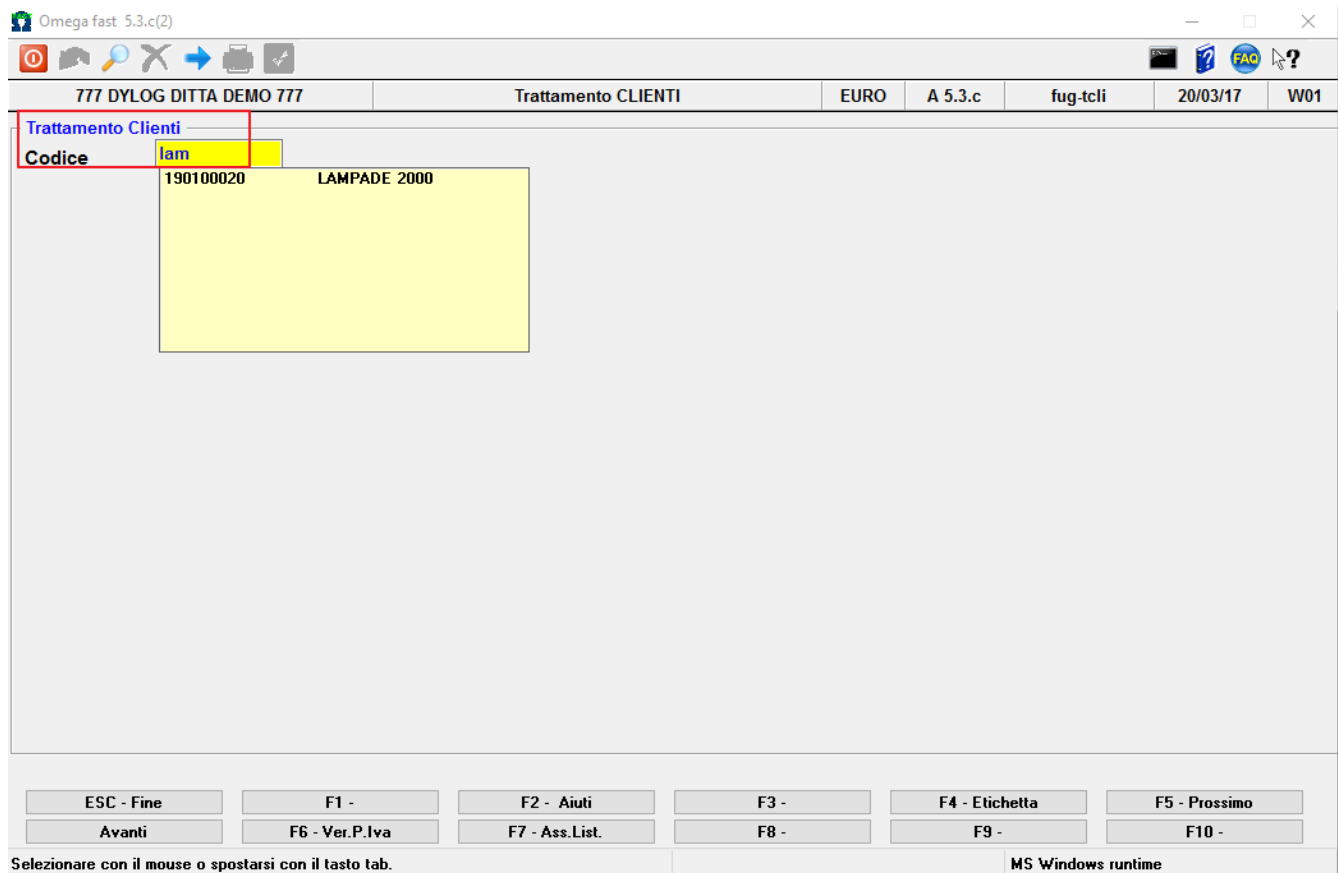 Omega fast 5.3.c(2)
FAQ ?
777 DYLOG DITTA DEMO 777 Trattamento CLIENTI EURO A 5.3.c fug-tcli 20/03/17 W01
Trattamento Clienti
Codice lam
190100020 LAMPADE 2000
ESC - Fine F1 - F2 - Aiuti F3 - F4 - Etichetta F5 - Prossimo
Avanti F6 - Ver.P.Iva F7 - Ass.List. F8 - F9 - F10 -
Selezionare con il mouse o spostarsi con il tasto tab. MS Windows runtime